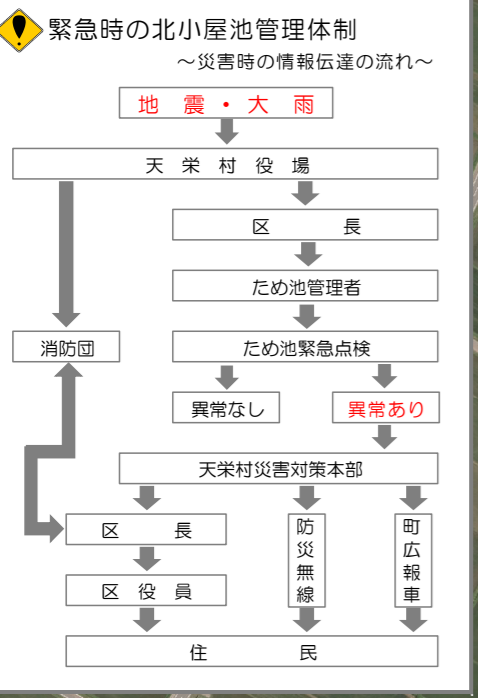 緊急時の北小屋池管理体制
～災害時の情報伝達の流れ～
地 震・大 雨
天 栄 村 役 場
区 長
ため池管理者
消防団
ため池緊急点検
異常なし
異常あり
天栄村災害対策本部
区 長
防災無線
町広報車
区 役 員
住 民